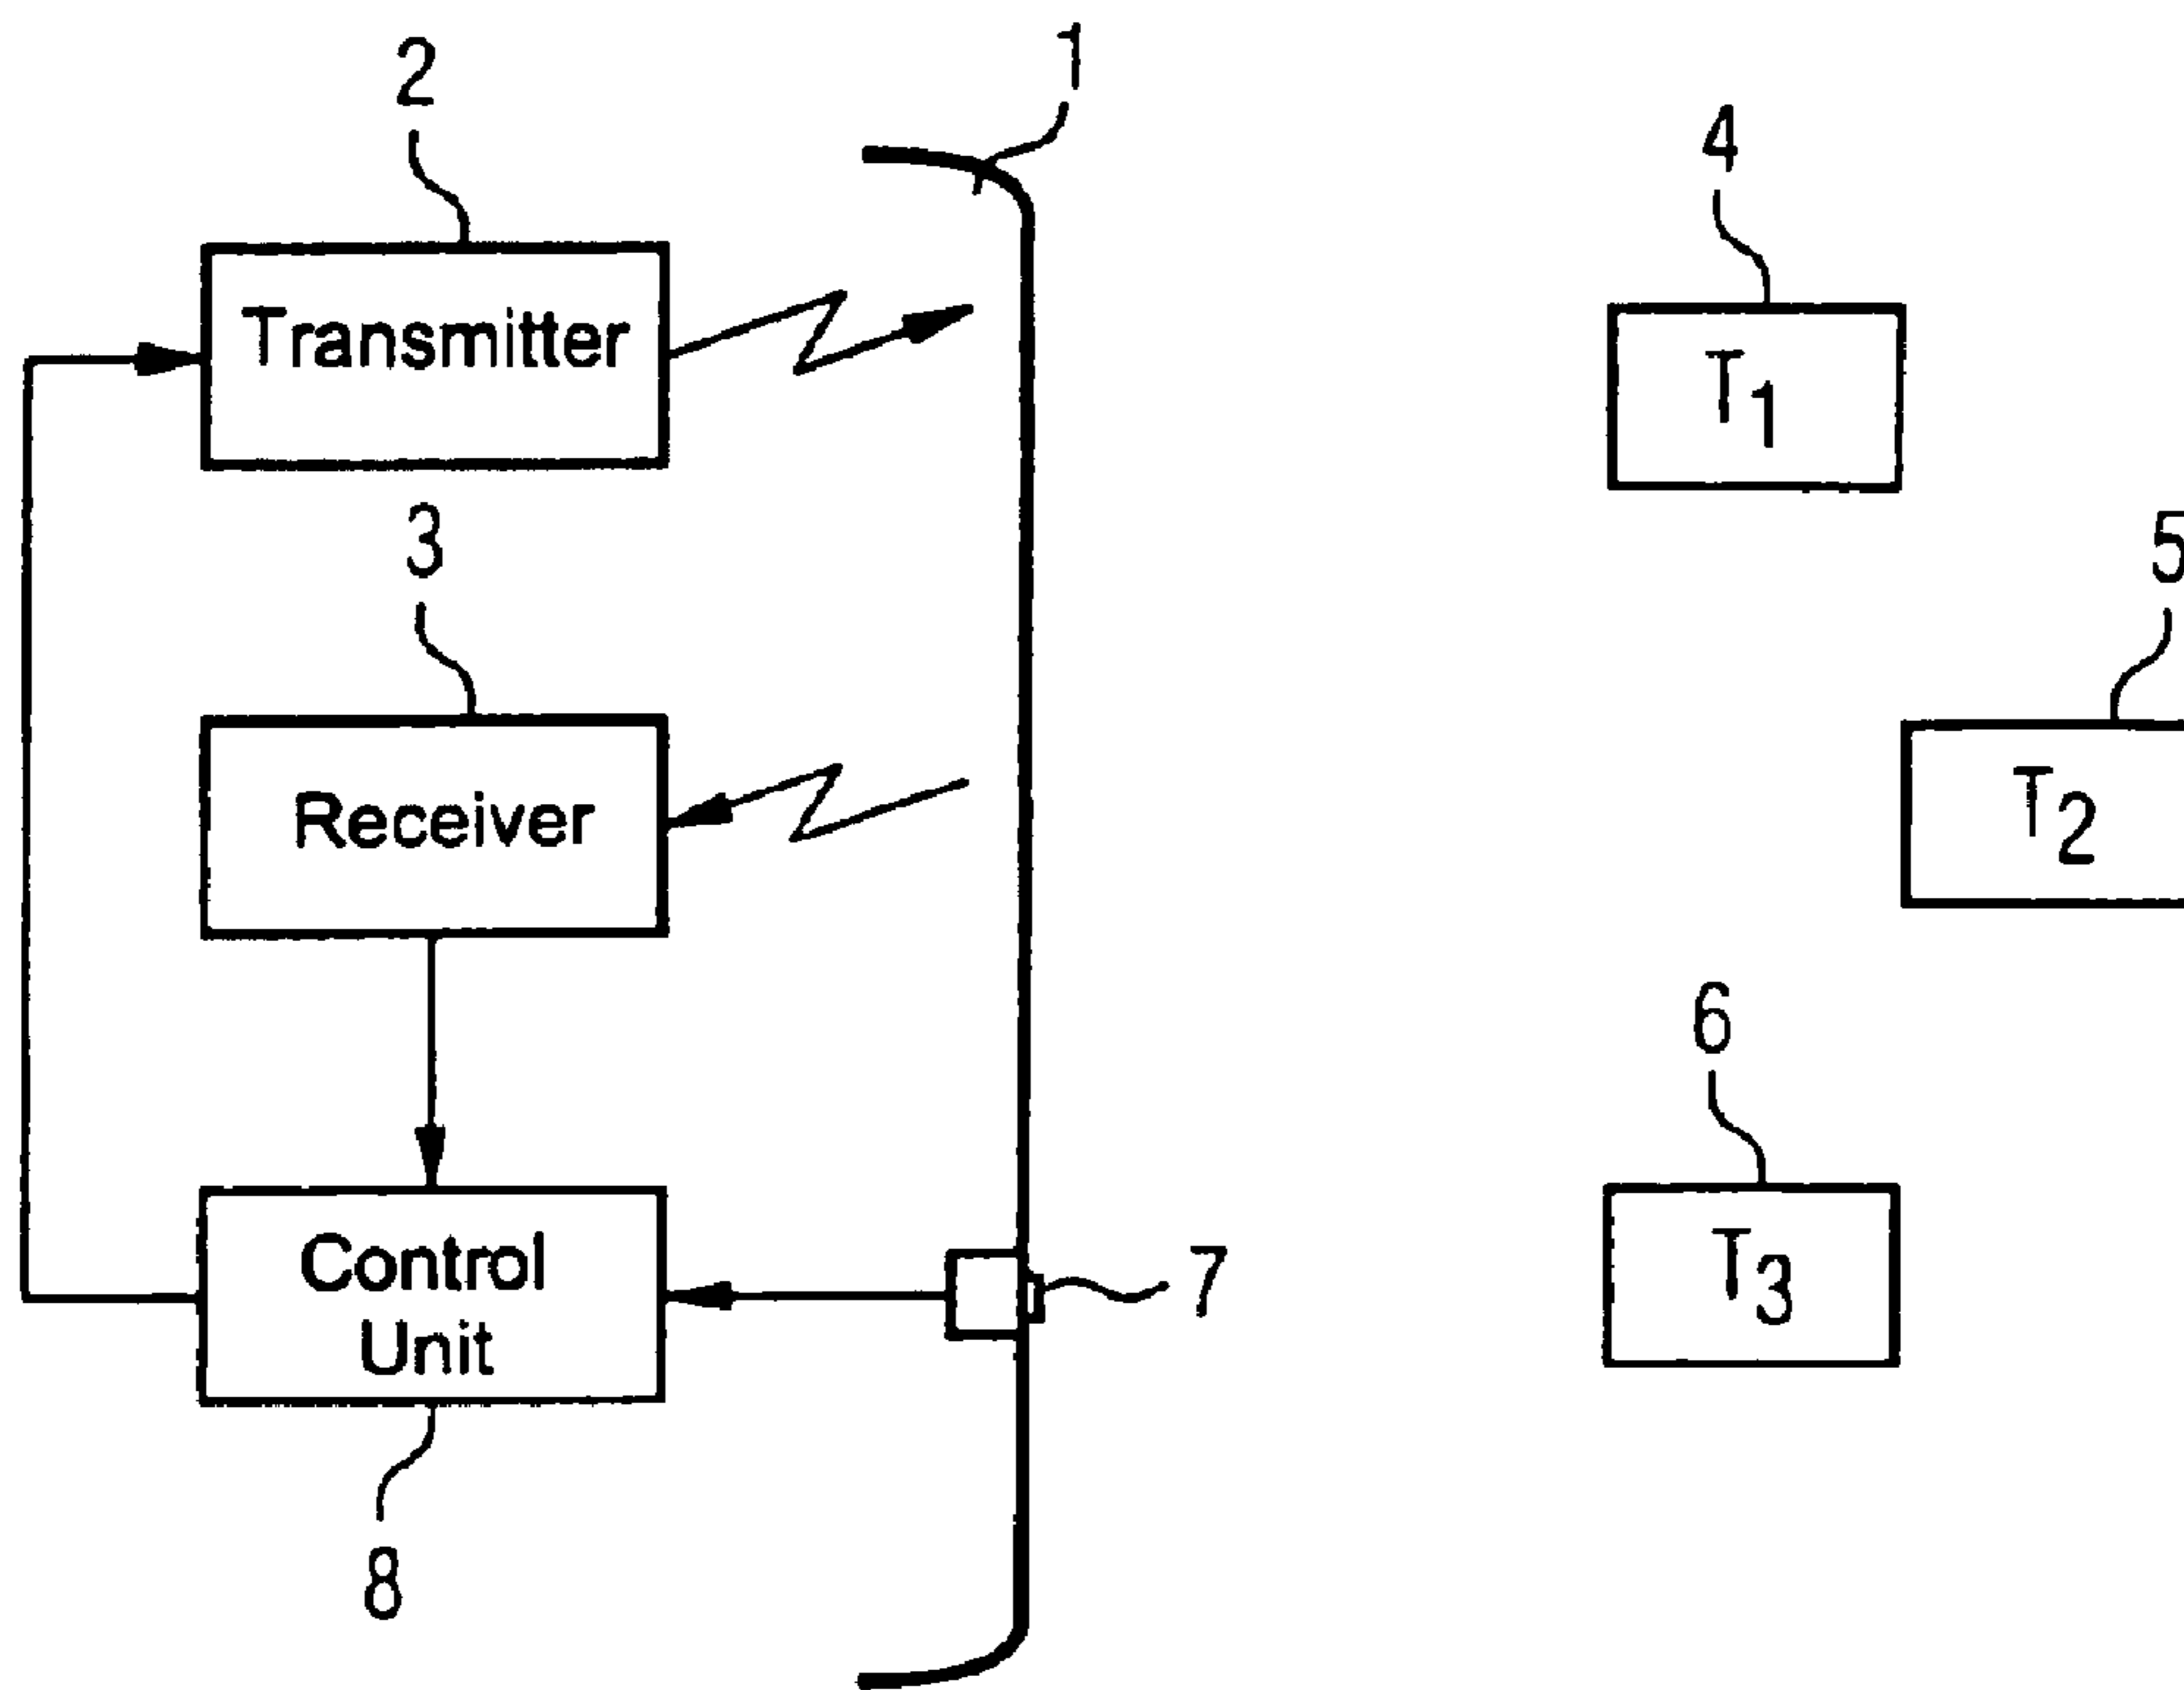 2
1
4
Transmitter
T1
3
5
Receiver
T2
6
Control
Unit
7
T3
8